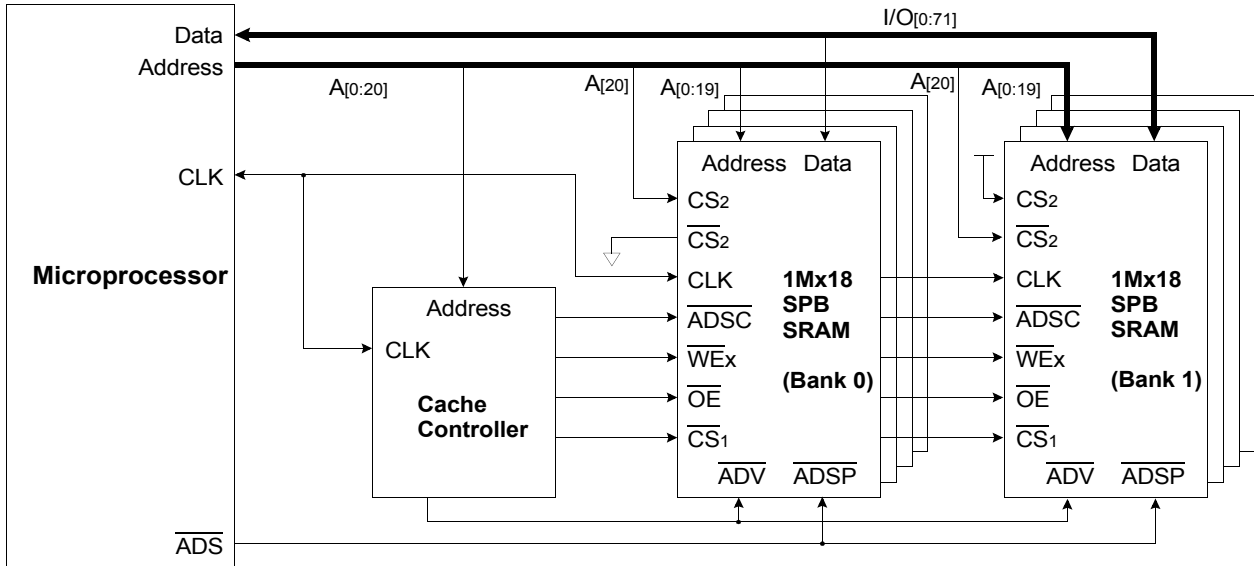 I/O[0:71]
Data
Address
A[0:20]
A[20]
A[0:19]
A[20]
A[0:19]
CLK
Microprocessor
ADS
Address
CLK
Cache
Controller
Address Data
CS2
CS2
CLK
ADSC
WEx
OE
CS1
ADV ADSP
1Mx18
SPB
SRAM
(Bank 0)
Address Data
CS2
CS2
CLK
ADSC
WEx
OE
CS1
ADV ADSP
1Mx18
SPB
SRAM
(Bank 1)